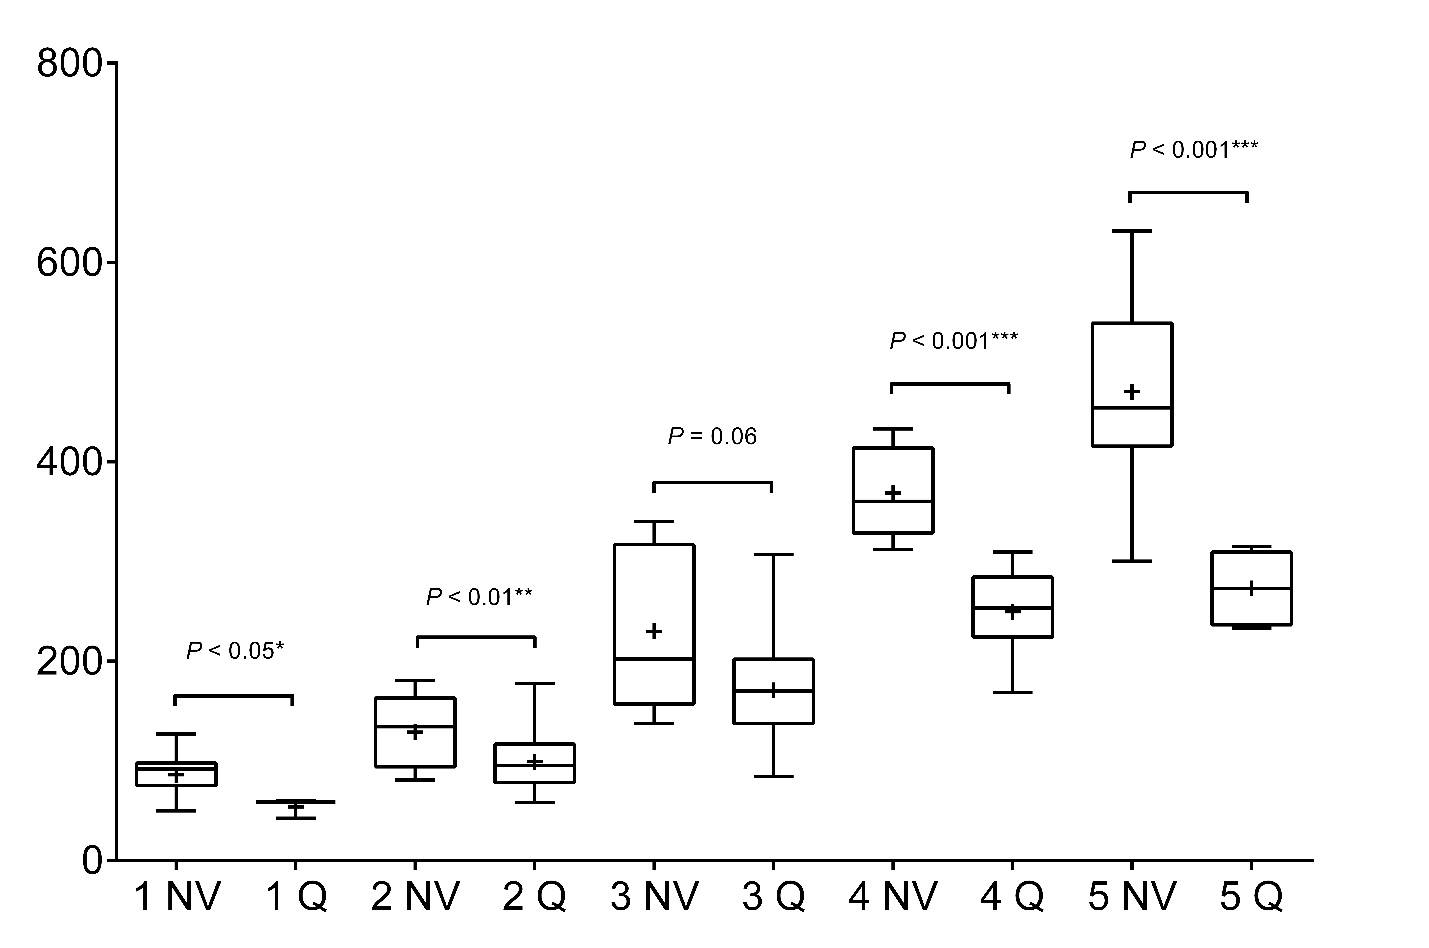 800
600
400
200
0
P < 0.05*
P < 0.01**
P = 0.06
P < 0.001***
P < 0.001***
1 NV 1 Q 2 NV 2 Q 3 NV 3 Q 4 NV 4 Q 5 NV 5 Q